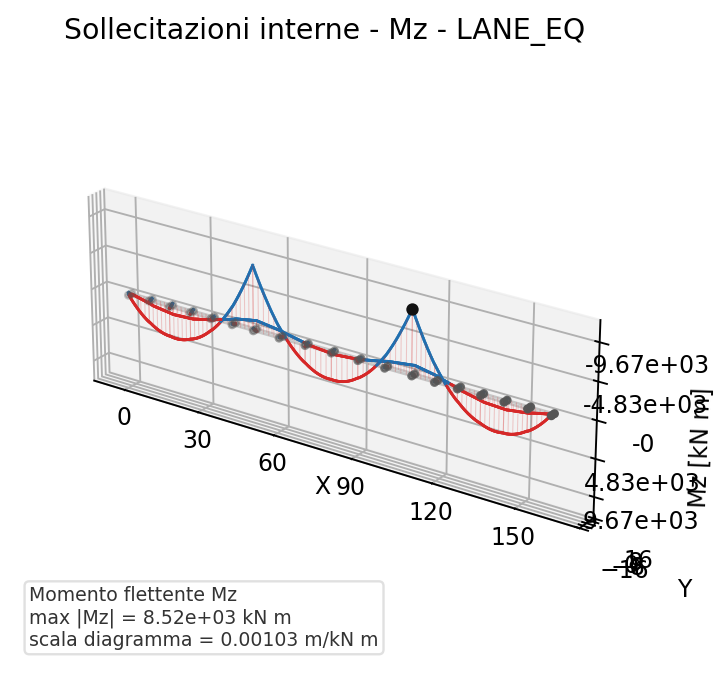 Sollecitazioni interne - Mz - LANE_EQ
-9.67e+03
-4.83e+03
-0
4.83e+03
9.67e+03
Mz [kN m]
0
30
60
90
120
150
X
16
−16
Y
Momento flettente Mz
max |Mz| = 8.52e+03 kN m
scala diagramma = 0.00103 m/kN m